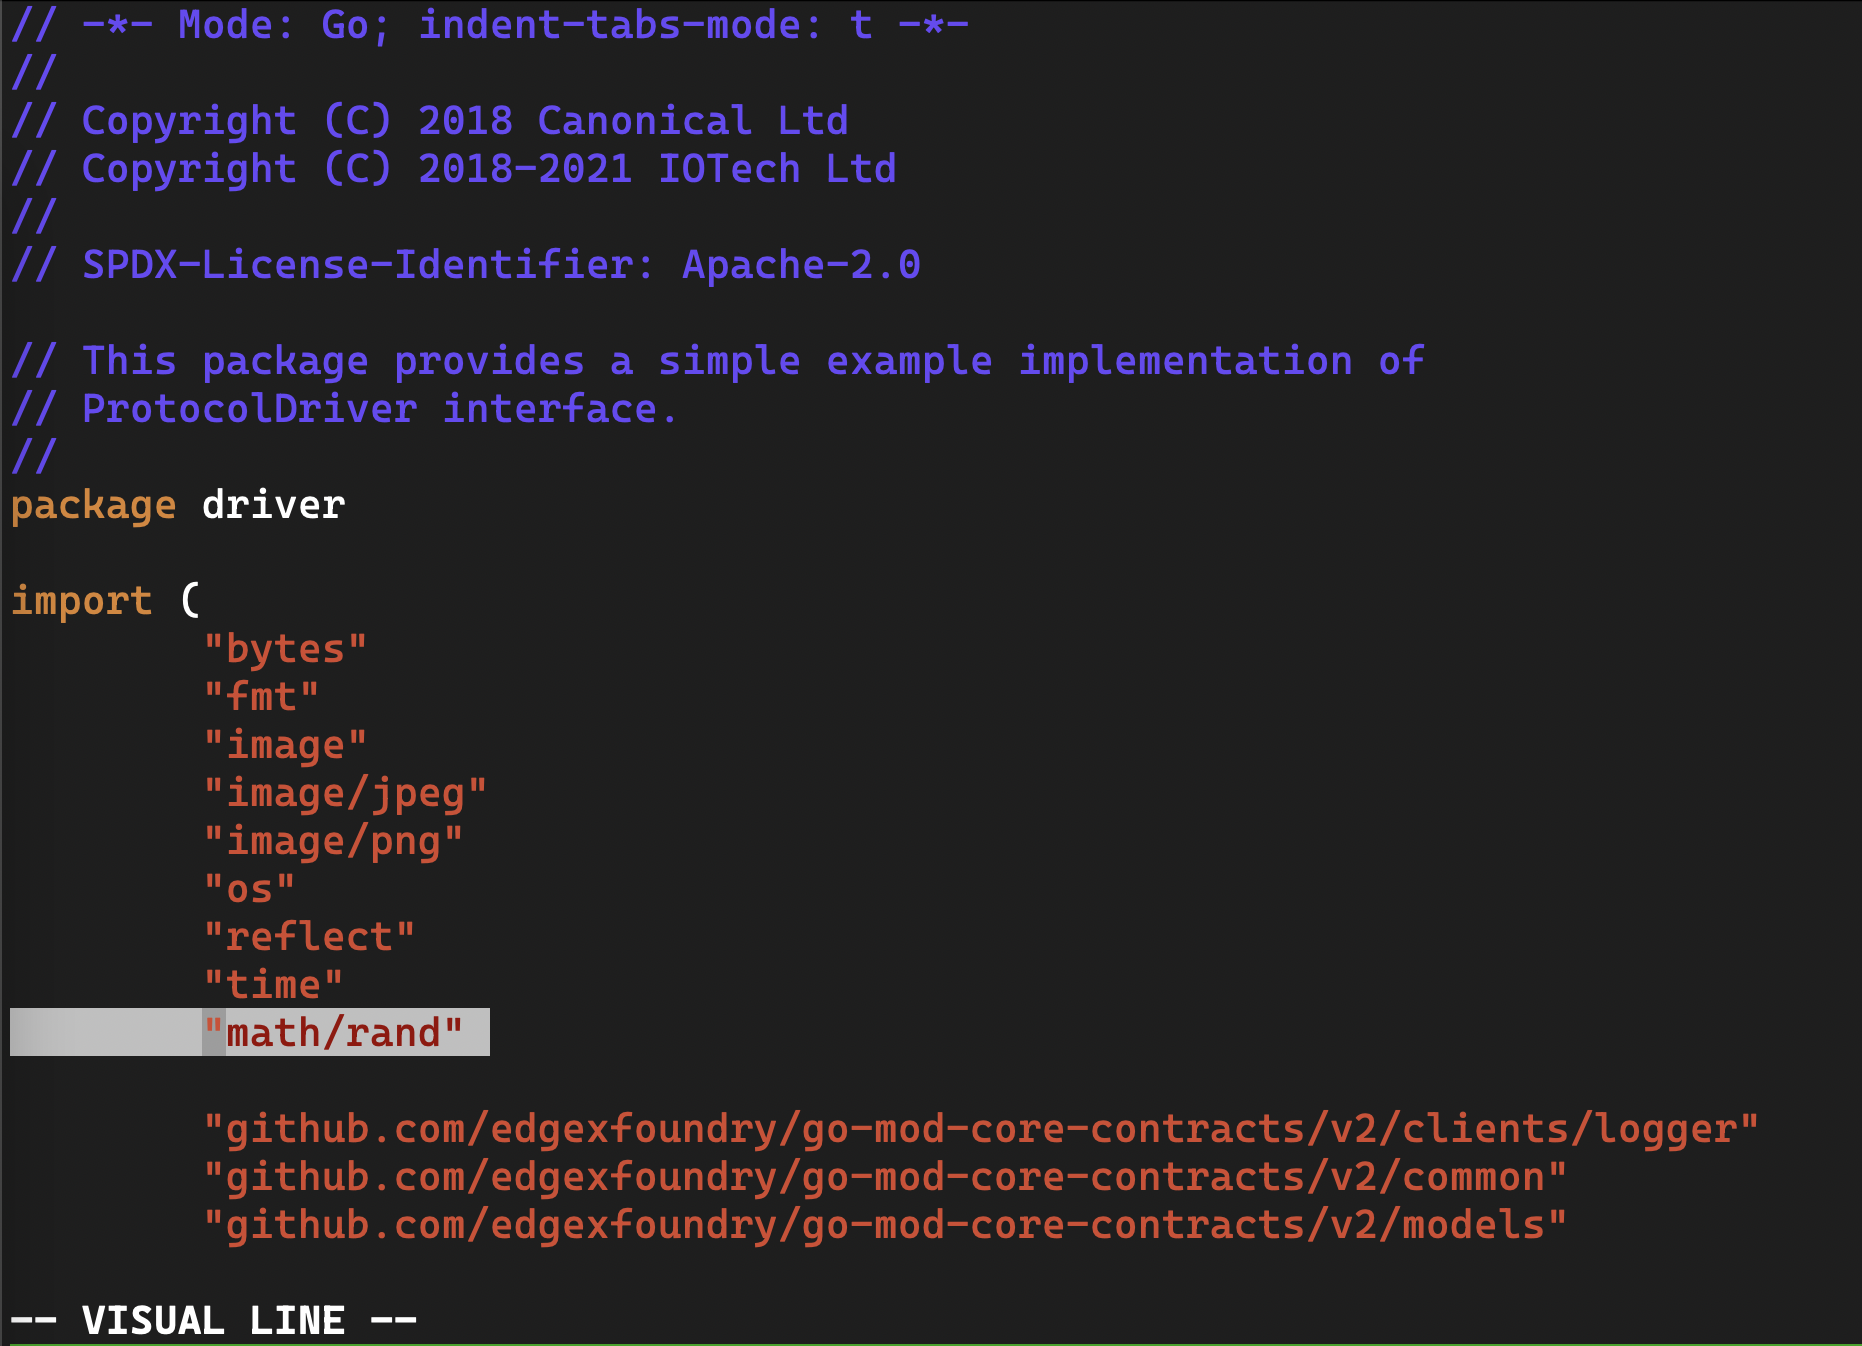 // -*- Mode: Go; indent-tabs-mode: t -*-
//
// Copyright (C) 2018 Canonical Ltd
// Copyright (C) 2018-2021 IOTech Ltd
//
// SPDX-License-Identifier: Apache-2.0

// This package provides a simple example implementation of
// ProtocolDriver interface.
//
package driver

import (
        "bytes"
        "fmt"
        "image"
        "image/jpeg"
        "image/png"
        "os"
        "reflect"
        "time"
        "math/rand"

        "github.com/edgexfoundry/go-mod-core-contracts/v2/clients/logger"
        "github.com/edgexfoundry/go-mod-core-contracts/v2/common"
        "github.com/edgexfoundry/go-mod-core-contracts/v2/models"

-- VISUAL LINE --